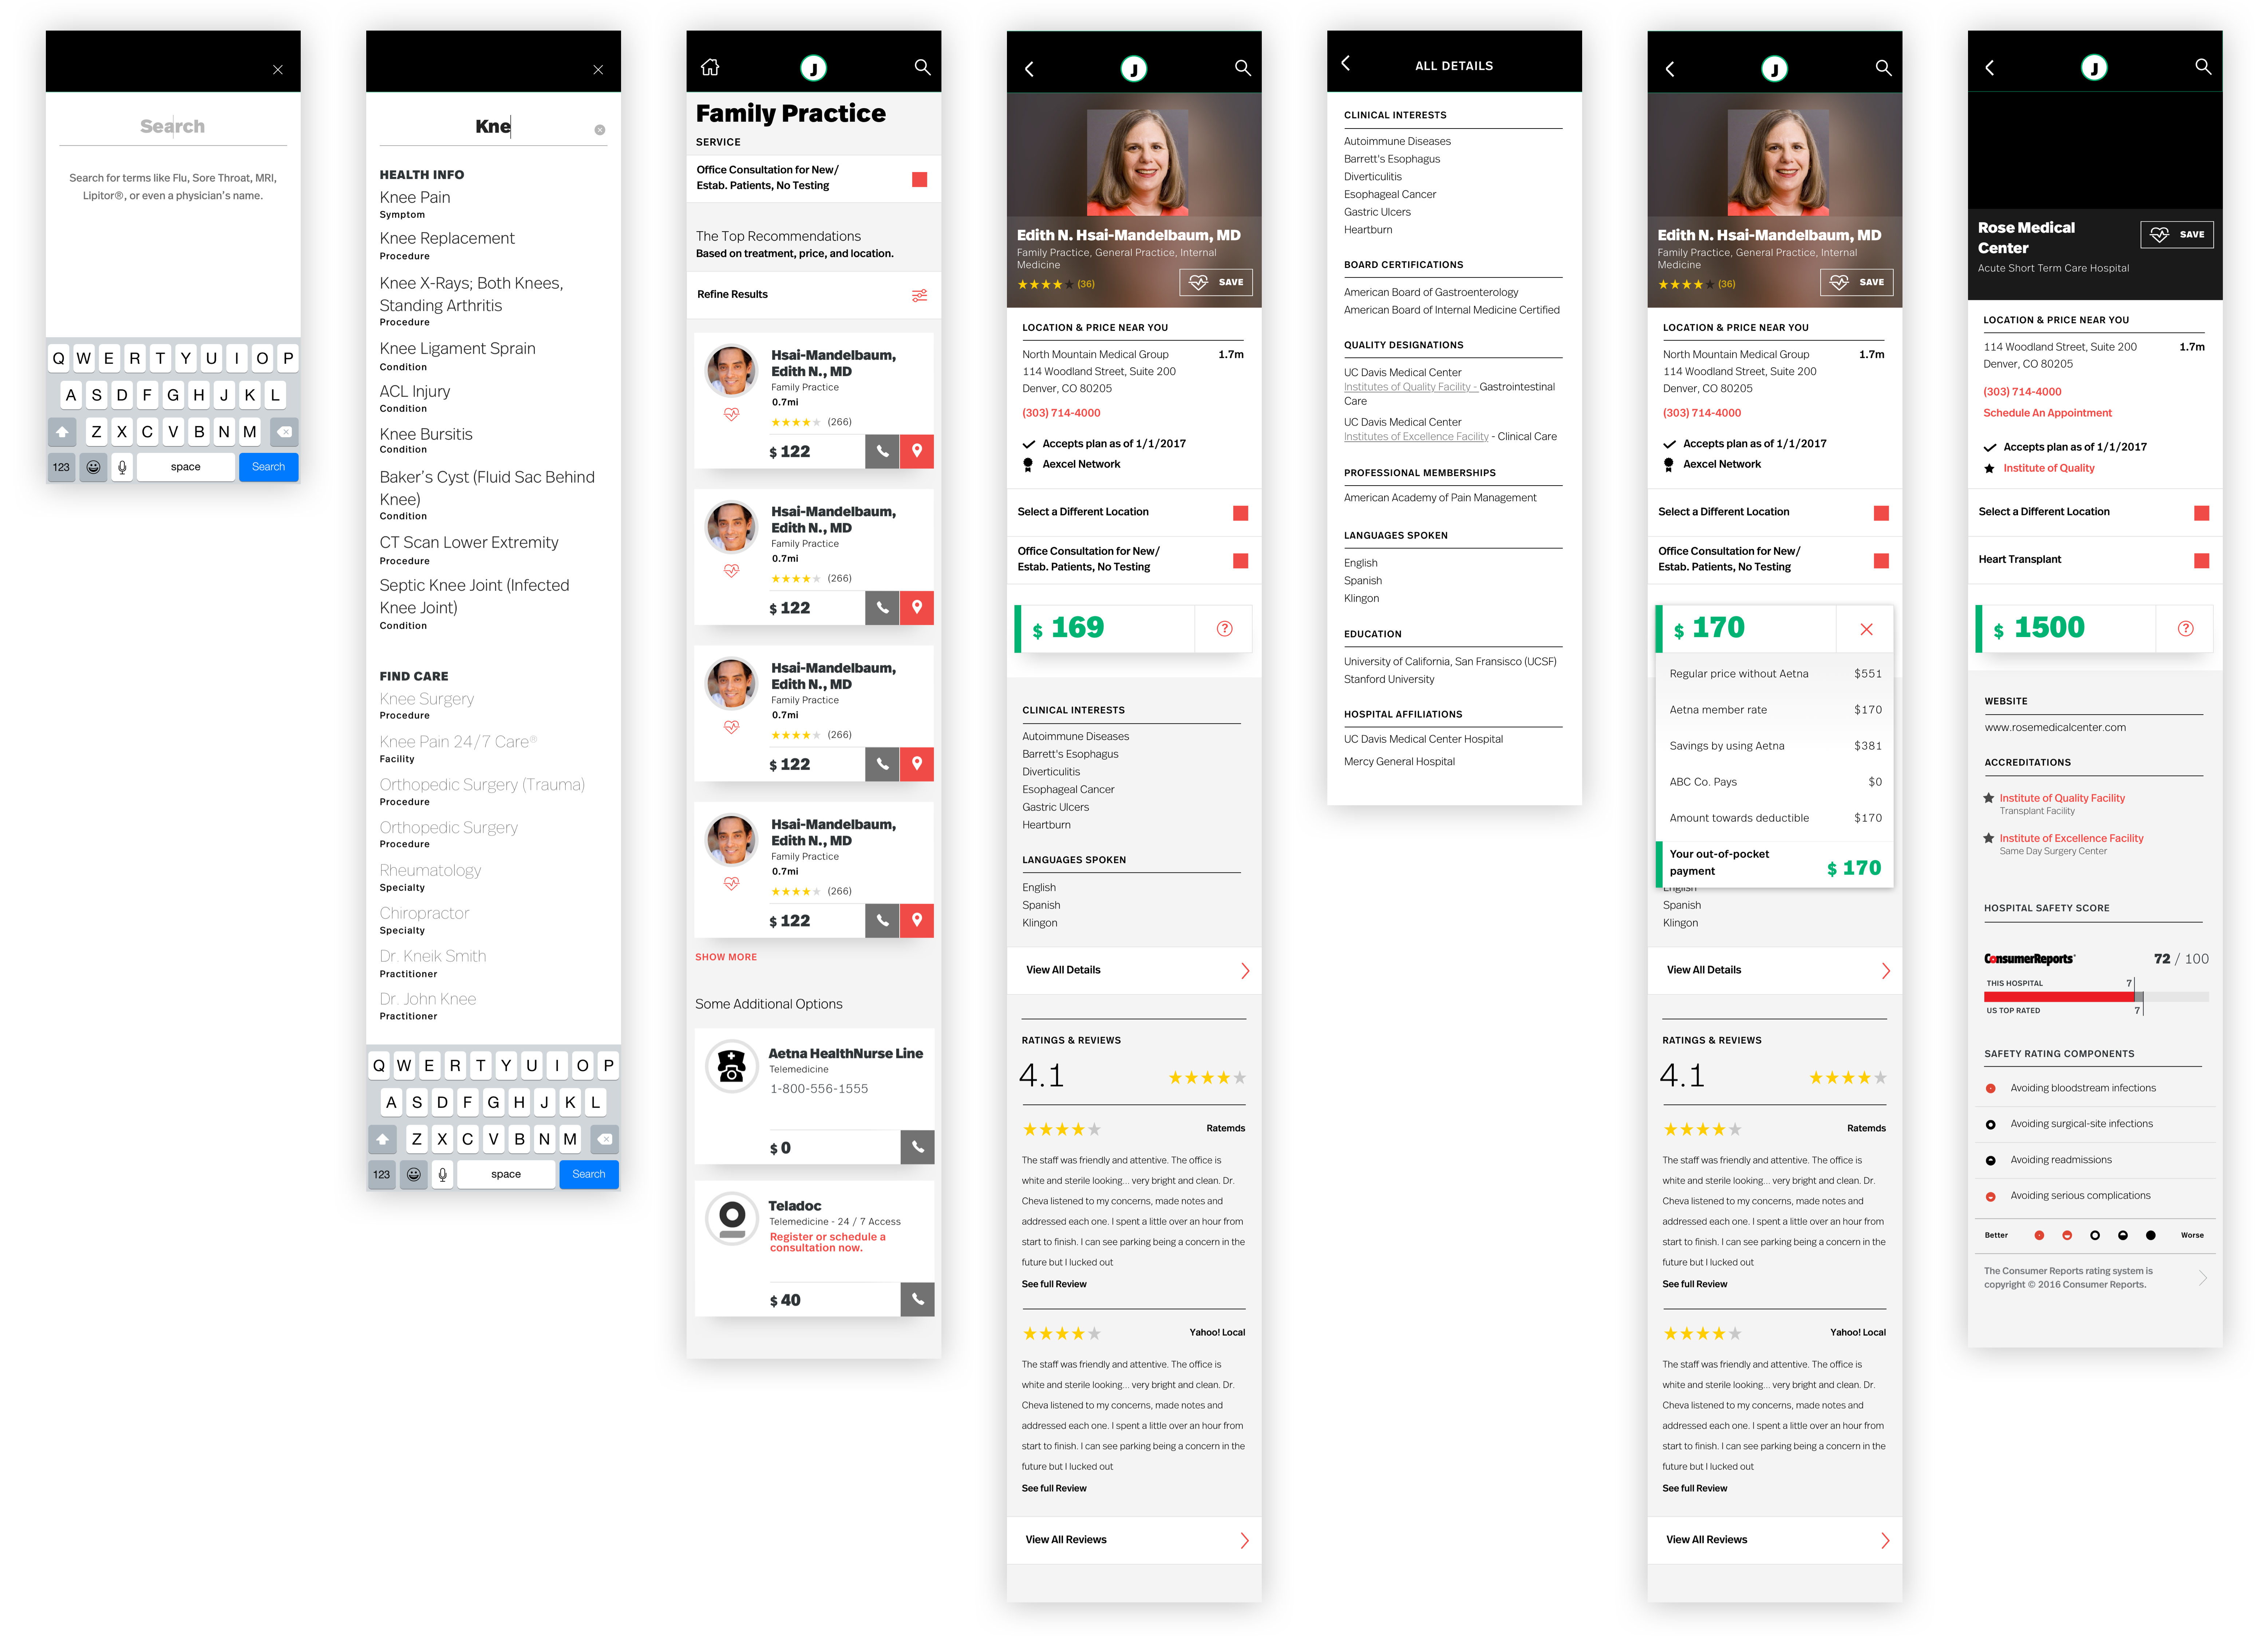 Search
Search for terms like Flu, Sore Throat, MRI,
Lipitor®, or even a physician's name.
Q W E R T Y U I O P
A S D F G H J K L
Z X C V B N M
123 space Search
Kne
HEALTH INFO
Knee Pain
Symptom
Knee Replacement
Procedure
Knee X-Rays; Both Knees,
Standing Arthritis
Procedure
Knee Ligament Sprain
Condition
ACL Injury
Condition
Knee Bursitis
Condition
Baker's Cyst (Fluid Sac Behind
Knee)
Condition
CT Scan Lower Extremity
Procedure
Septic Knee Joint (Infected
Knee Joint)
Condition
FIND CARE
Knee Surgery
Procedure
Knee Pain 24/7 Care®
Facility
Orthopedic Surgery (Trauma)
Procedure
Orthopedic Surgery
Procedure
Rheumatology
Specialty
Chiropractor
Specialty
Dr. Kneik Smith
Practitioner
Dr. John Knee
Practitioner
Q W E R T Y U I O P
A S D F G H J K L
Z X C V B N M
123 space Search
J
Family Practice
SERVICE
Office Consultation for New/
Estab. Patients, No Testing
The Top Recommendations
Based on treatment, price, and location.
Refine Results
Hsai-Mandelbaum,
Edith N., MD
Family Practice
0.7mi
(266)
$ 122
Hsai-Mandelbaum,
Edith N., MD
Family Practice
0.7mi
(266)
$ 122
Hsai-Mandelbaum,
Edith N., MD
Family Practice
0.7mi
(266)
$ 122
Hsai-Mandelbaum,
Edith N., MD
Family Practice
0.7mi
(266)
$ 122
SHOW MORE
Some Additional Options
Aetna HealthNurse Line
Telemedicine
1-800-556-1555
$ 0
Teladoc
Telemedicine - 24 / 7 Access
Register or schedule a
consultation now.
$ 40
J
Edith N. Hsai-Mandelbaum, MD
Family Practice, General Practice, Internal
Medicine
(36) SAVE
LOCATION & PRICE NEAR YOU
North Mountain Medical Group 1.7m
114 Woodland Street, Suite 200
Denver, CO 80205
(303) 714-4000
Accepts plan as of 1/1/2017
Aexcel Network
Select a Different Location
Office Consultation for New/
Estab. Patients, No Testing
$ 169 ?
CLINICAL INTERESTS
Autoimmune Diseases
Barrett's Esophagus
Diverticulitis
Esophageal Cancer
Gastric Ulcers
Heartburn
LANGUAGES SPOKEN
English
Spanish
Klingon
View All Details
RATINGS & REVIEWS
4.1
Ratemds
The staff was friendly and attentive. The office is
white and sterile looking... very bright and clean. Dr.
Cheva listened to my concerns, made notes and
addressed each one. I spent a little over an hour from
start to finish. I can see parking being a concern in the
future but I lucked out
See full Review
Yahoo! Local
The staff was friendly and attentive. The office is
white and sterile looking... very bright and clean. Dr.
Cheva listened to my concerns, made notes and
addressed each one. I spent a little over an hour from
start to finish. I can see parking being a concern in the
future but I lucked out
See full Review
View All Reviews
ALL DETAILS
CLINICAL INTERESTS
Autoimmune Diseases
Barrett's Esophagus
Diverticulitis
Esophageal Cancer
Gastric Ulcers
Heartburn
BOARD CERTIFICATIONS
American Board of Gastroenterology
American Board of Internal Medicine Certified
QUALITY DESIGNATIONS
UC Davis Medical Center
Institutes of Quality Facility - Gastrointestinal
Care
UC Davis Medical Center
Institutes of Excellence Facility - Clinical Care
PROFESSIONAL MEMBERSHIPS
American Academy of Pain Management
LANGUAGES SPOKEN
English
Spanish
Klingon
EDUCATION
University of California, San Fransisco (UCSF)
Stanford University
HOSPITAL AFFILIATIONS
UC Davis Medical Center Hospital
Mercy General Hospital
J
Edith N. Hsai-Mandelbaum, MD
Family Practice, General Practice, Internal
Medicine
(36) SAVE
LOCATION & PRICE NEAR YOU
North Mountain Medical Group 1.7m
114 Woodland Street, Suite 200
Denver, CO 80205
(303) 714-4000
Accepts plan as of 1/1/2017
Aexcel Network
Select a Different Location
Office Consultation for New/
Estab. Patients, No Testing
$ 170
Regular price without Aetna $551
Aetna member rate $170
Savings by using Aetna $381
ABC Co. Pays $0
Amount towards deductible $170
Your out-of-pocket
payment $ 170
English
Spanish
Klingon
View All Details
RATINGS & REVIEWS
4.1
Ratemds
The staff was friendly and attentive. The office is
white and sterile looking... very bright and clean. Dr.
Cheva listened to my concerns, made notes and
addressed each one. I spent a little over an hour from
start to finish. I can see parking being a concern in the
future but I lucked out
See full Review
Yahoo! Local
The staff was friendly and attentive. The office is
white and sterile looking... very bright and clean. Dr.
Cheva listened to my concerns, made notes and
addressed each one. I spent a little over an hour from
start to finish. I can see parking being a concern in the
future but I lucked out
See full Review
View All Reviews
J
Rose Medical
Center
SAVE
Acute Short Term Care Hospital
LOCATION & PRICE NEAR YOU
114 Woodland Street, Suite 200 1.7m
Denver, CO 80205
(303) 714-4000
Schedule An Appointment
Accepts plan as of 1/1/2017
Institute of Quality
Select a Different Location
Heart Transplant
$ 1500 ?
WEBSITE
www.rosemedicalcenter.com
ACCREDITATIONS
Institute of Quality Facility
Transplant Facility
Institute of Excellence Facility
Same Day Surgery Center
HOSPITAL SAFETY SCORE
ConsumerReports 72 / 100
THIS HOSPITAL 7
US TOP RATED 7
SAFETY RATING COMPONENTS
Avoiding bloodstream infections
Avoiding surgical-site infections
Avoiding readmissions
Avoiding serious complications
Better Worse
The Consumer Reports rating system is
copyright © 2016 Consumer Reports.